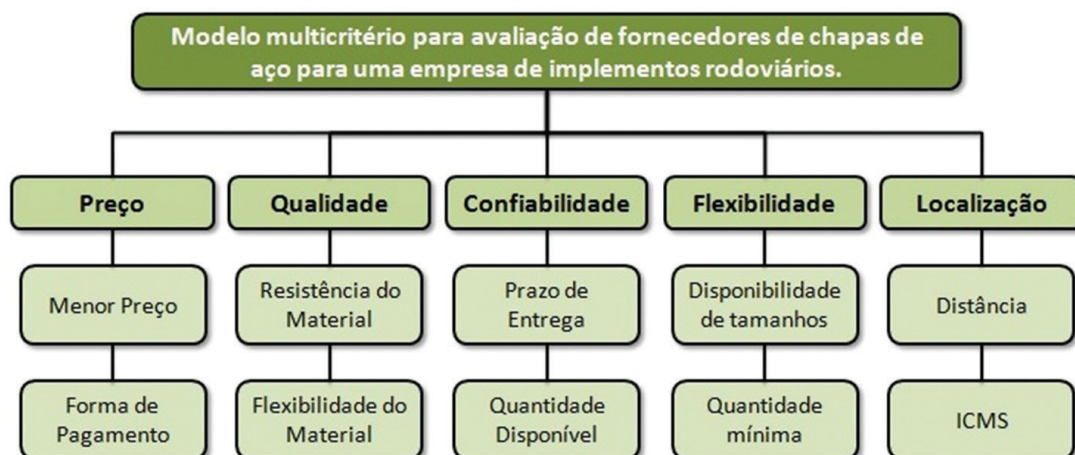 Modelo multicritério para avaliação de fornecedores de chapas de
aço para uma empresa de implementos rodoviários.
Preço
Qualidade
Confiabilidade
Flexibilidade
Localização
Menor Preço
Resistência do
Material
Prazo de
Entrega
Disponibilidade
de tamanhos
Distância
Forma de
Pagamento
Flexibilidade do
Material
Quantidade
Disponível
Quantidade
mínima
ICMS